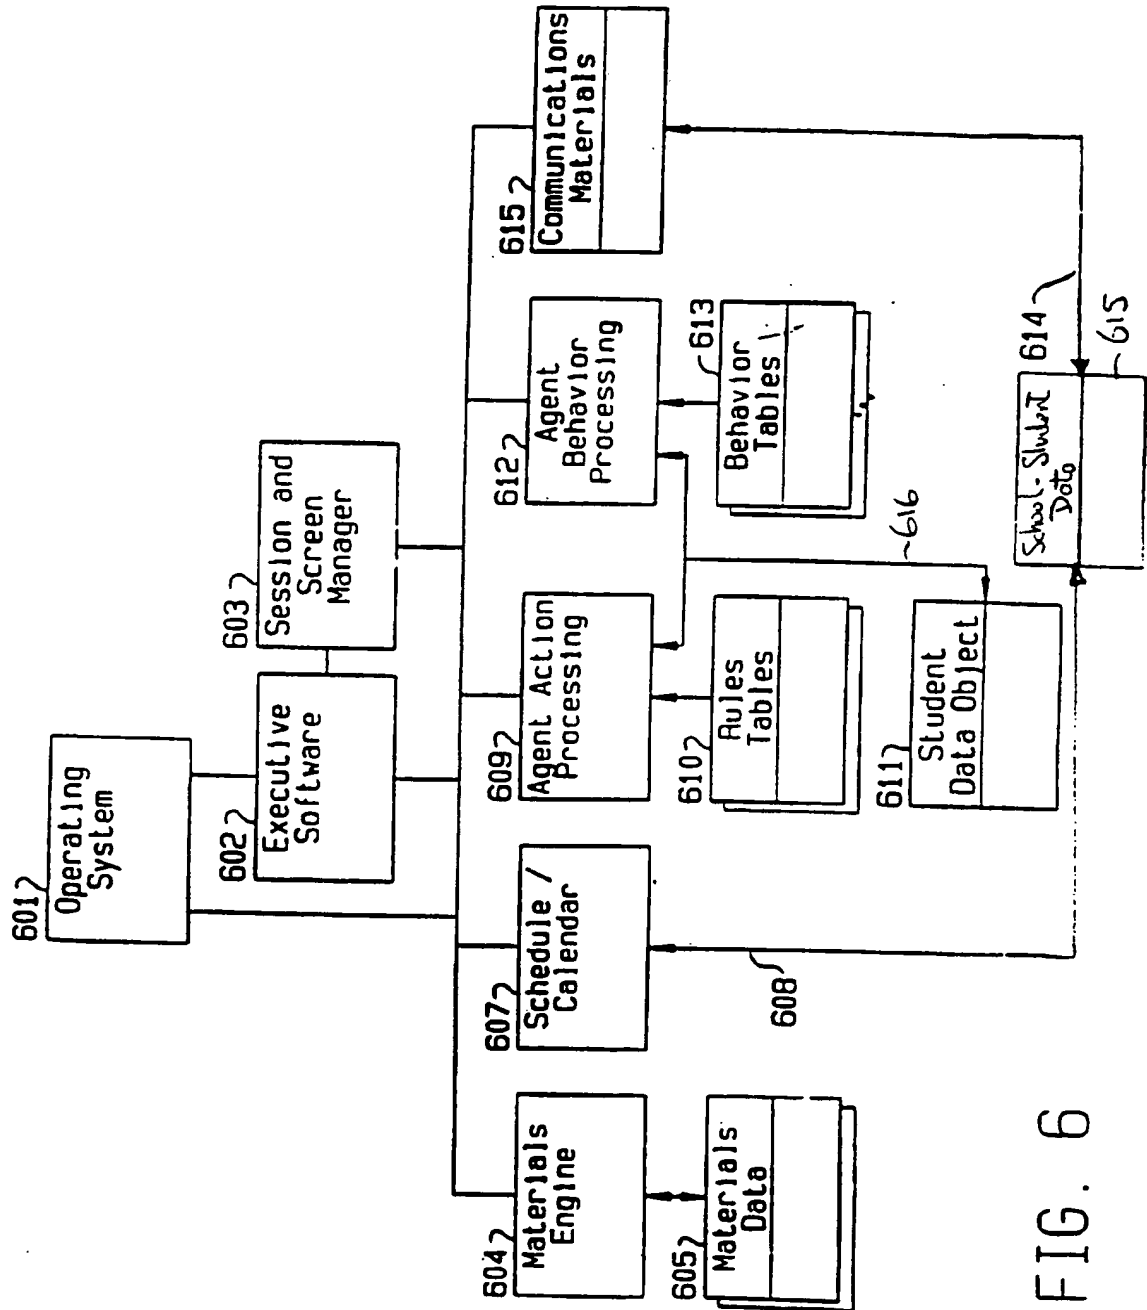 601
Operating
System
602
Executive
Software
603
Session and
Screen
Manager
604
Materials
Engine
607
Schedule /
Calendar
609
Agent Action
Processing
612
Agent
Behavior
Processing
615
Communications
Materials
605
Materials
Data
608
610
Rules
Tables
613
Behavior
Tables
611
Student
Data Object
616
614
School-Student
Data
615
FIG. 6